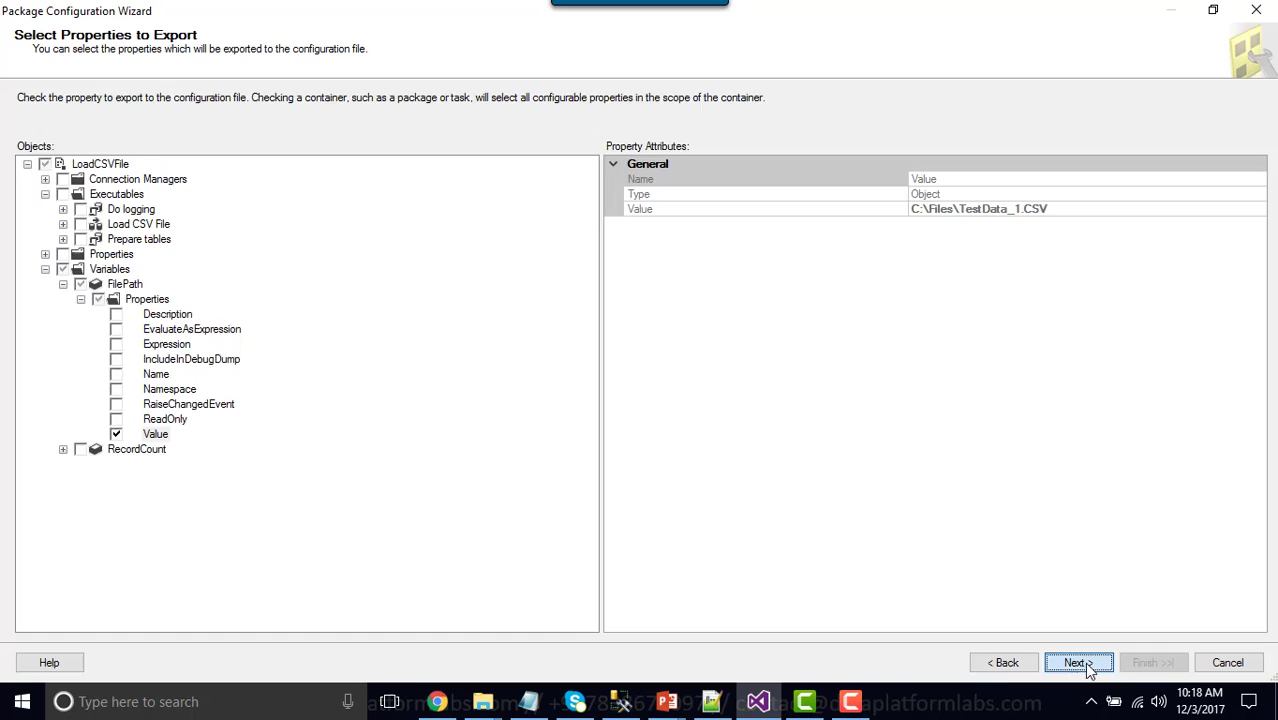 Package Configuration Wizard
Select Properties to Export
You can select the properties which will be exported to the configuration file.
Check the property to export to the configuration file. Checking a container, such as a package or task, will select all configurable properties in the scope of the container.
Objects:
Property Attributes:
LoadCSVFile
Connection Managers
Executables
Do logging
Load CSV File
Prepare tables
Properties
Variables
FilePath
Properties
Description
EvaluateAsExpression
Expression
IncludeInDebugDump
Name
Namespace
RaiseChangedEvent
ReadOnly
Value
RecordCount
General
Name Value
Type Object
Value C:\Files\TestData_1.CSV
Help
< Back
Next >
Finish >>|
Cancel
Type here to search
10:18 AM
12/3/2017